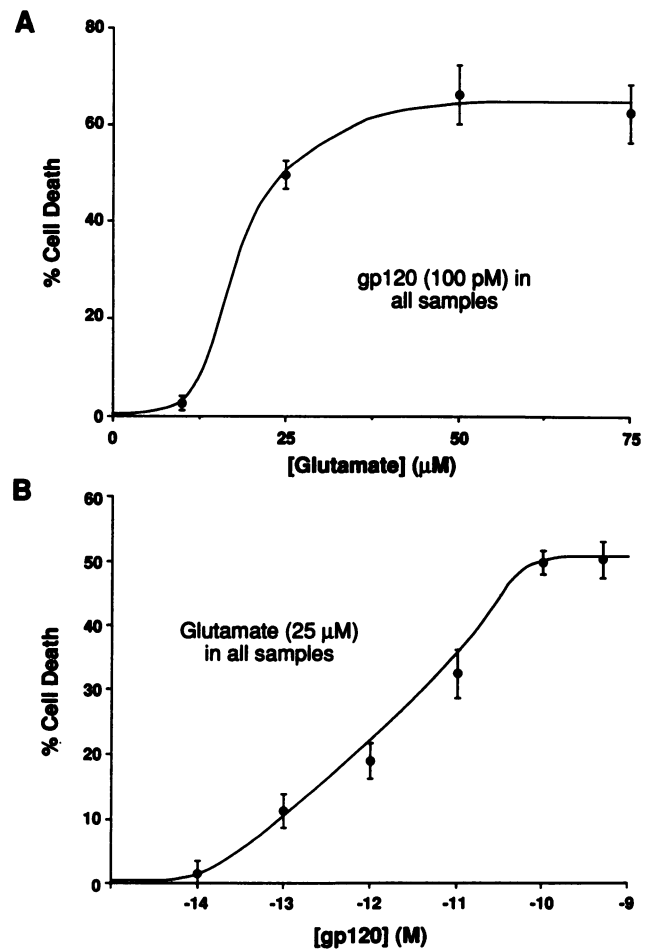 A
80
60
40
20
0
% Cell Death
gp120 (100 pM) in
all samples
0 25 50 75
[Glutamate] (μM)
B
60
50
40
30
20
10
0
% Cell Death
Glutamate (25 μM)
in all samples
-14 -13 -12 -11 -10 -9
[gp120] (M)